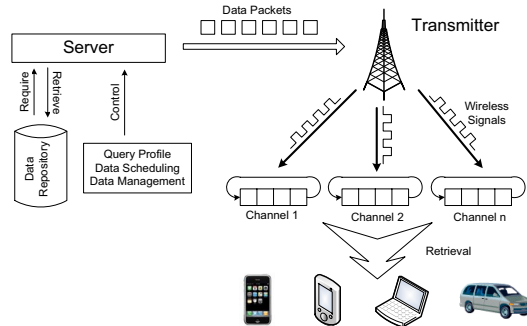 Data Packets
Transmitter
Server
Require
Retrieve
Control
Wireless
Signals
Data
Repository
Query Profile
Data Scheduling
Data Management
Channel 1
Channel 2
Channel n
Retrieval